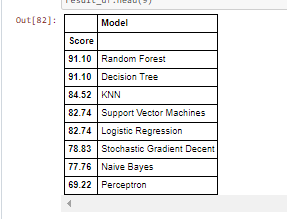 result_df.head(9)
Out[82]:
Model
Score
91.10 Random Forest
91.10 Decision Tree
84.52 KNN
82.74 Support Vector Machines
82.74 Logistic Regression
78.83 Stochastic Gradient Decent
77.76 Naive Bayes
69.22 Perceptron